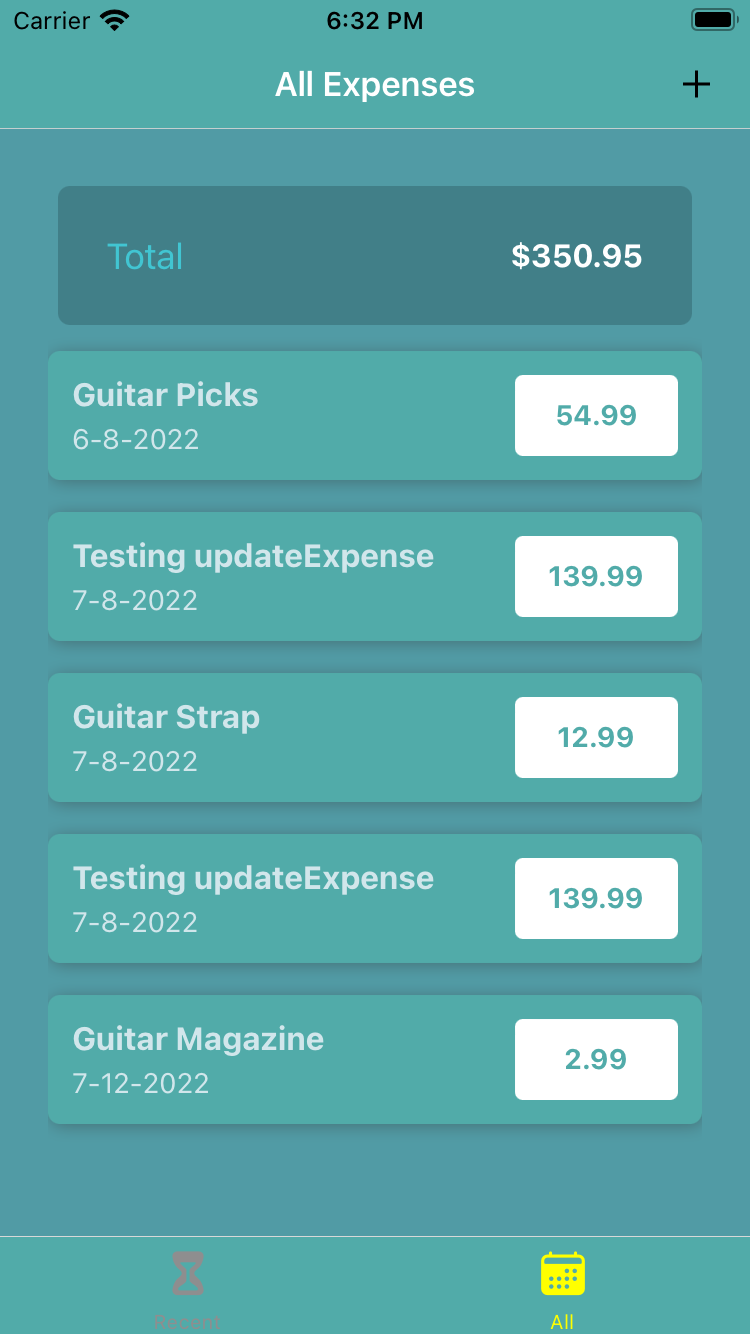 Carrier 6:32 PM
All Expenses +
Total $350.95
Guitar Picks
6-8-2022
54.99
Testing updateExpense
7-8-2022
139.99
Guitar Strap
7-8-2022
12.99
Testing updateExpense
7-8-2022
139.99
Guitar Magazine
7-12-2022
2.99
Recent All